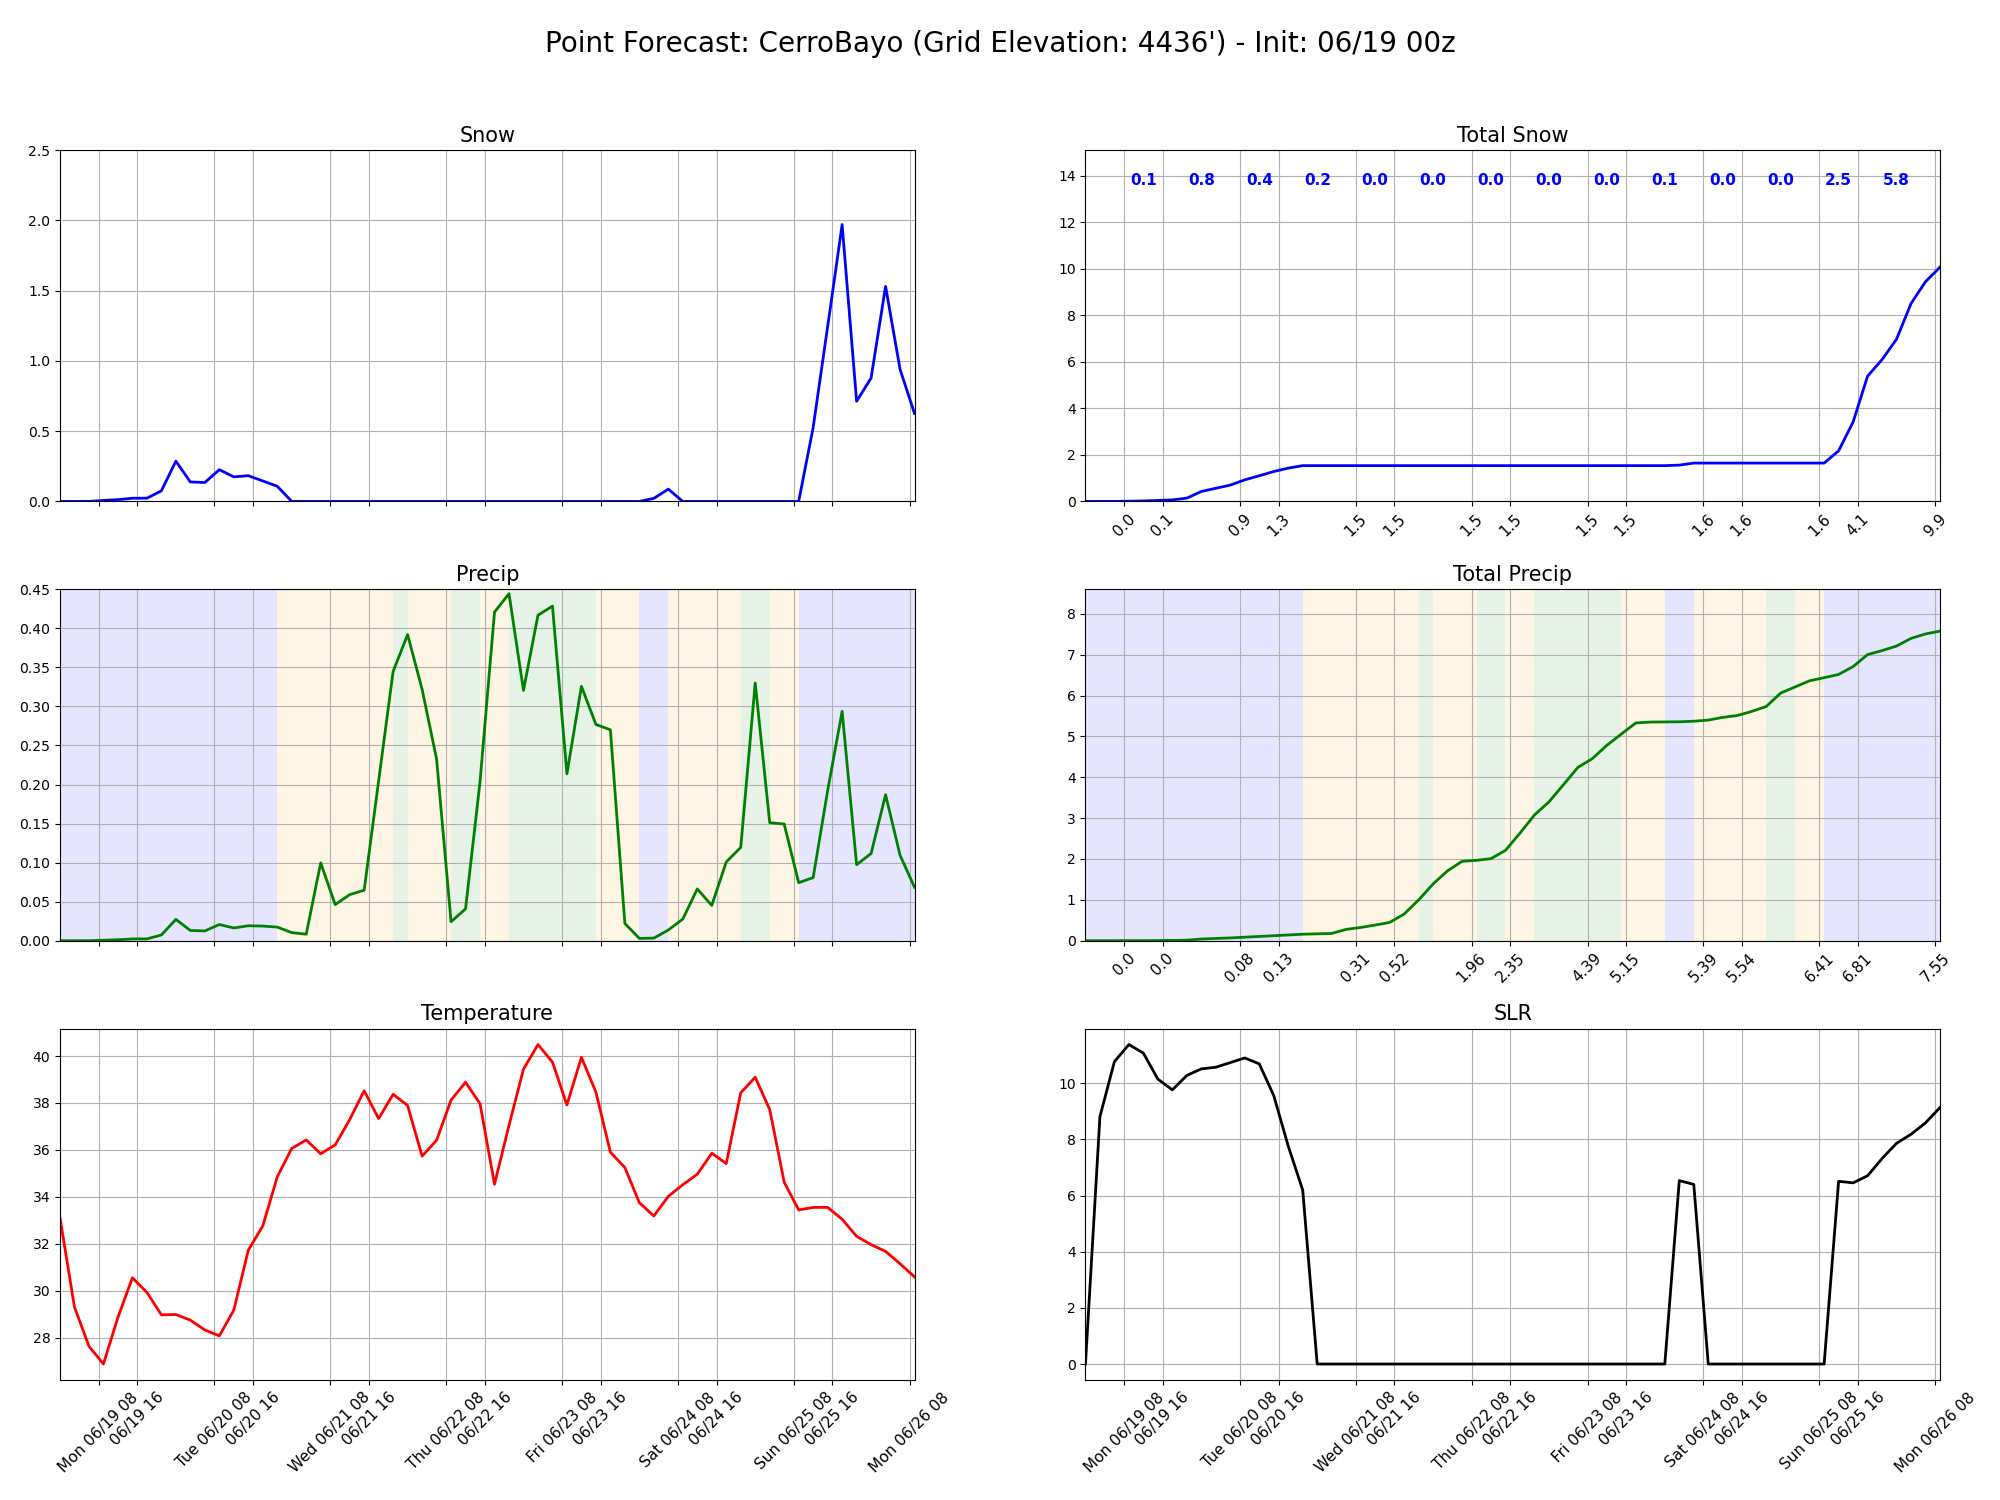 Point Forecast: CerroBayo (Grid Elevation: 4436') - Init: 06/19 00z
Snow
2.5
2.0
1.5
1.0
0.5
0.0
Total Snow
14
12
10
8
6
4
2
0
0.1 0.8 0.4 0.2 0.0 0.0 0.0 0.0 0.0 0.1 0.0 0.0 2.5 5.8
0.0 0.1 0.9 1.3 1.5 1.5 1.5 1.5 1.5 1.5 1.6 1.6 1.6 4.1 9.9
Precip
0.45
0.40
0.35
0.30
0.25
0.20
0.15
0.10
0.05
0.00
Total Precip
8
7
6
5
4
3
2
1
0
0.0 0.0 0.08 0.13 0.31 0.52 1.96 2.35 4.39 5.15 5.39 5.54 6.41 6.81 7.55
Temperature
40
38
36
34
32
30
28
Mon 06/19 08
06/19 16
Tue 06/20 08
06/20 16
Wed 06/21 08
06/21 16
Thu 06/22 08
06/22 16
Fri 06/23 08
06/23 16
Sat 06/24 08
06/24 16
Sun 06/25 08
06/25 16
Mon 06/26 08
SLR
10
8
6
4
2
0
Mon 06/19 08
06/19 16
Tue 06/20 08
06/20 16
Wed 06/21 08
06/21 16
Thu 06/22 08
06/22 16
Fri 06/23 08
06/23 16
Sat 06/24 08
06/24 16
Sun 06/25 08
06/25 16
Mon 06/26 08